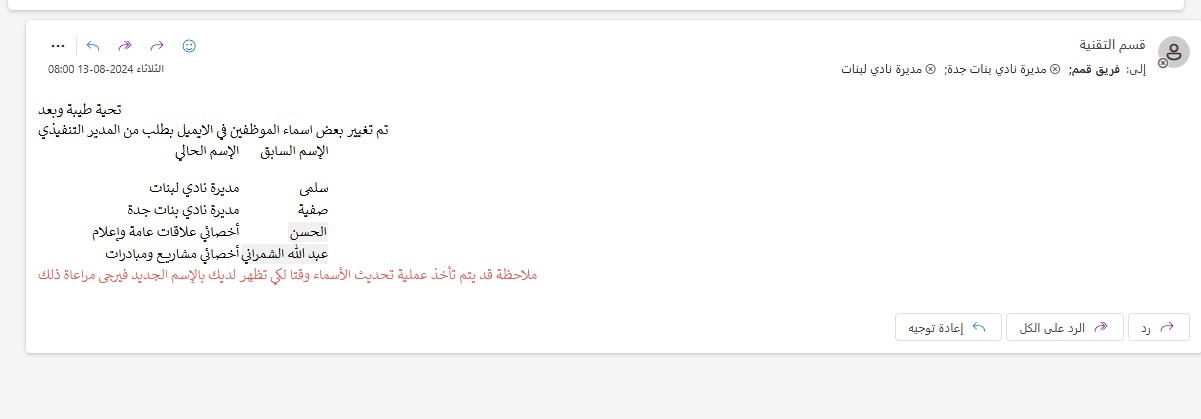 قسم التقنية
إلى: فريق قمم; مديرة نادي بنات جدة; مديرة نادي لبنات
الثلاثاء 2024-08-13 08:00
تحية طيبة وبعد
تم تغيير بعض اسماء الموظفين في الايميل بطلب من المدير التنفيذي
الإسم السابق الإسم الحالي
سلمى مديرة نادي لبنات
صفية مديرة نادي بنات جدة
الحسن أخصائي علاقات عامة وإعلام
عبد الله الشمراني أخصائي مشاريع ومبادرات
ملاحظة قد يتم تأخذ عملية تحديث الأسماء وقتا لكي تظهر لديك بالإسم الجديد فيرجى مراعاة ذلك
رد الرد على الكل إعادة توجيه